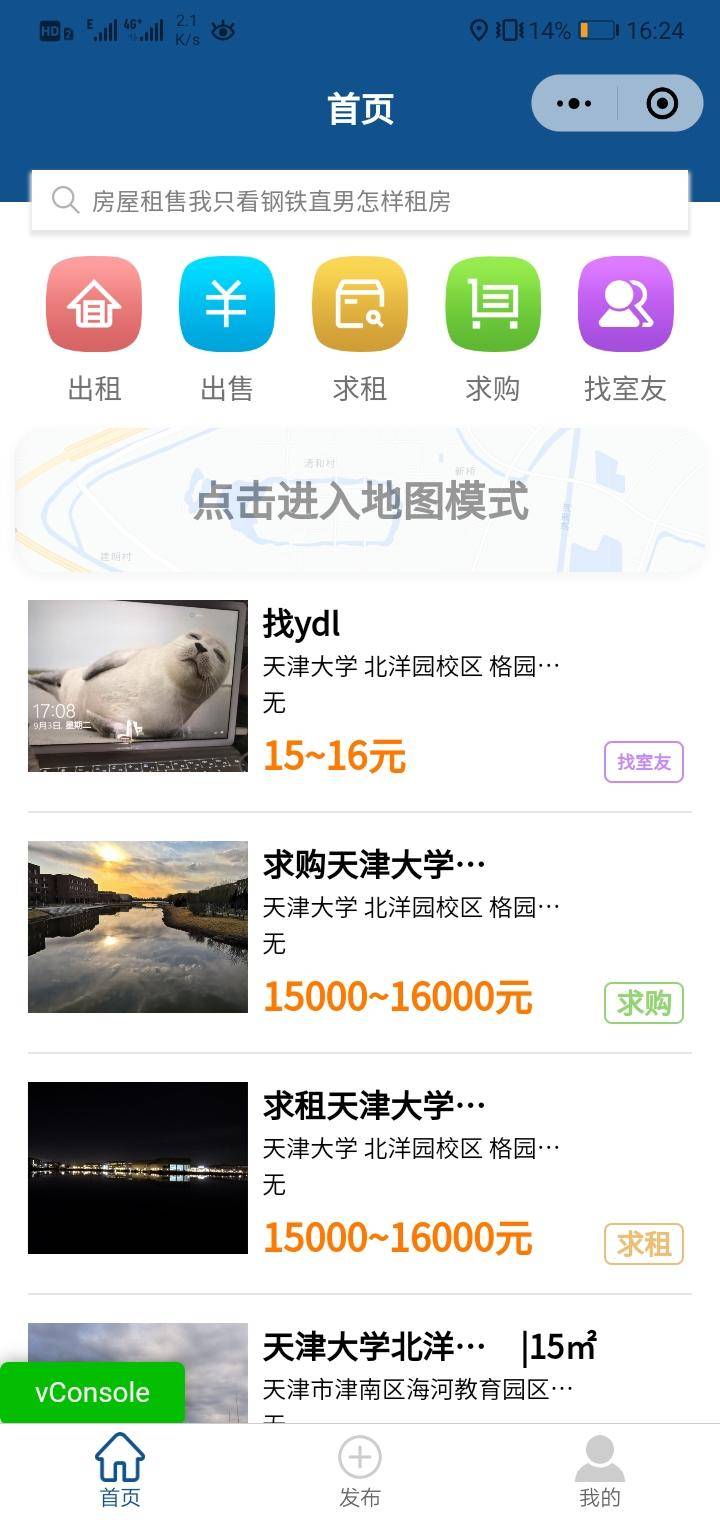 HD 2 E 4G+ 2.1 K/s 14% 16:24
首页
房屋租售我只看钢铁直男怎样租房
出租 出售 求租 求购 找室友
清和村
新桥
点击进入地图模式
建明村
找ydl
天津大学 北洋园校区 格园…
无
17:08
9月3日, 星期二
15~16元
找室友
求购天津大学…
天津大学 北洋园校区 格园…
无
15000~16000元
求购
求租天津大学…
天津大学 北洋园校区 格园…
无
15000~16000元
求租
天津大学北洋… |15㎡
天津市津南区海河教育园区…
无
vConsole
首页 发布 我的